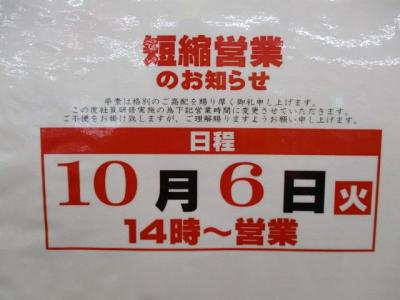 短縮営業
のお知らせ
平素は格別のご高配を賜り厚く御礼申し上げます。
この度社員研修実施の為下記営業時間に変更させていただきます。
ご不便をお掛け致しますが、ご理解賜りますようお願い申し上げます。
日程
10月6日火
14時〜営業